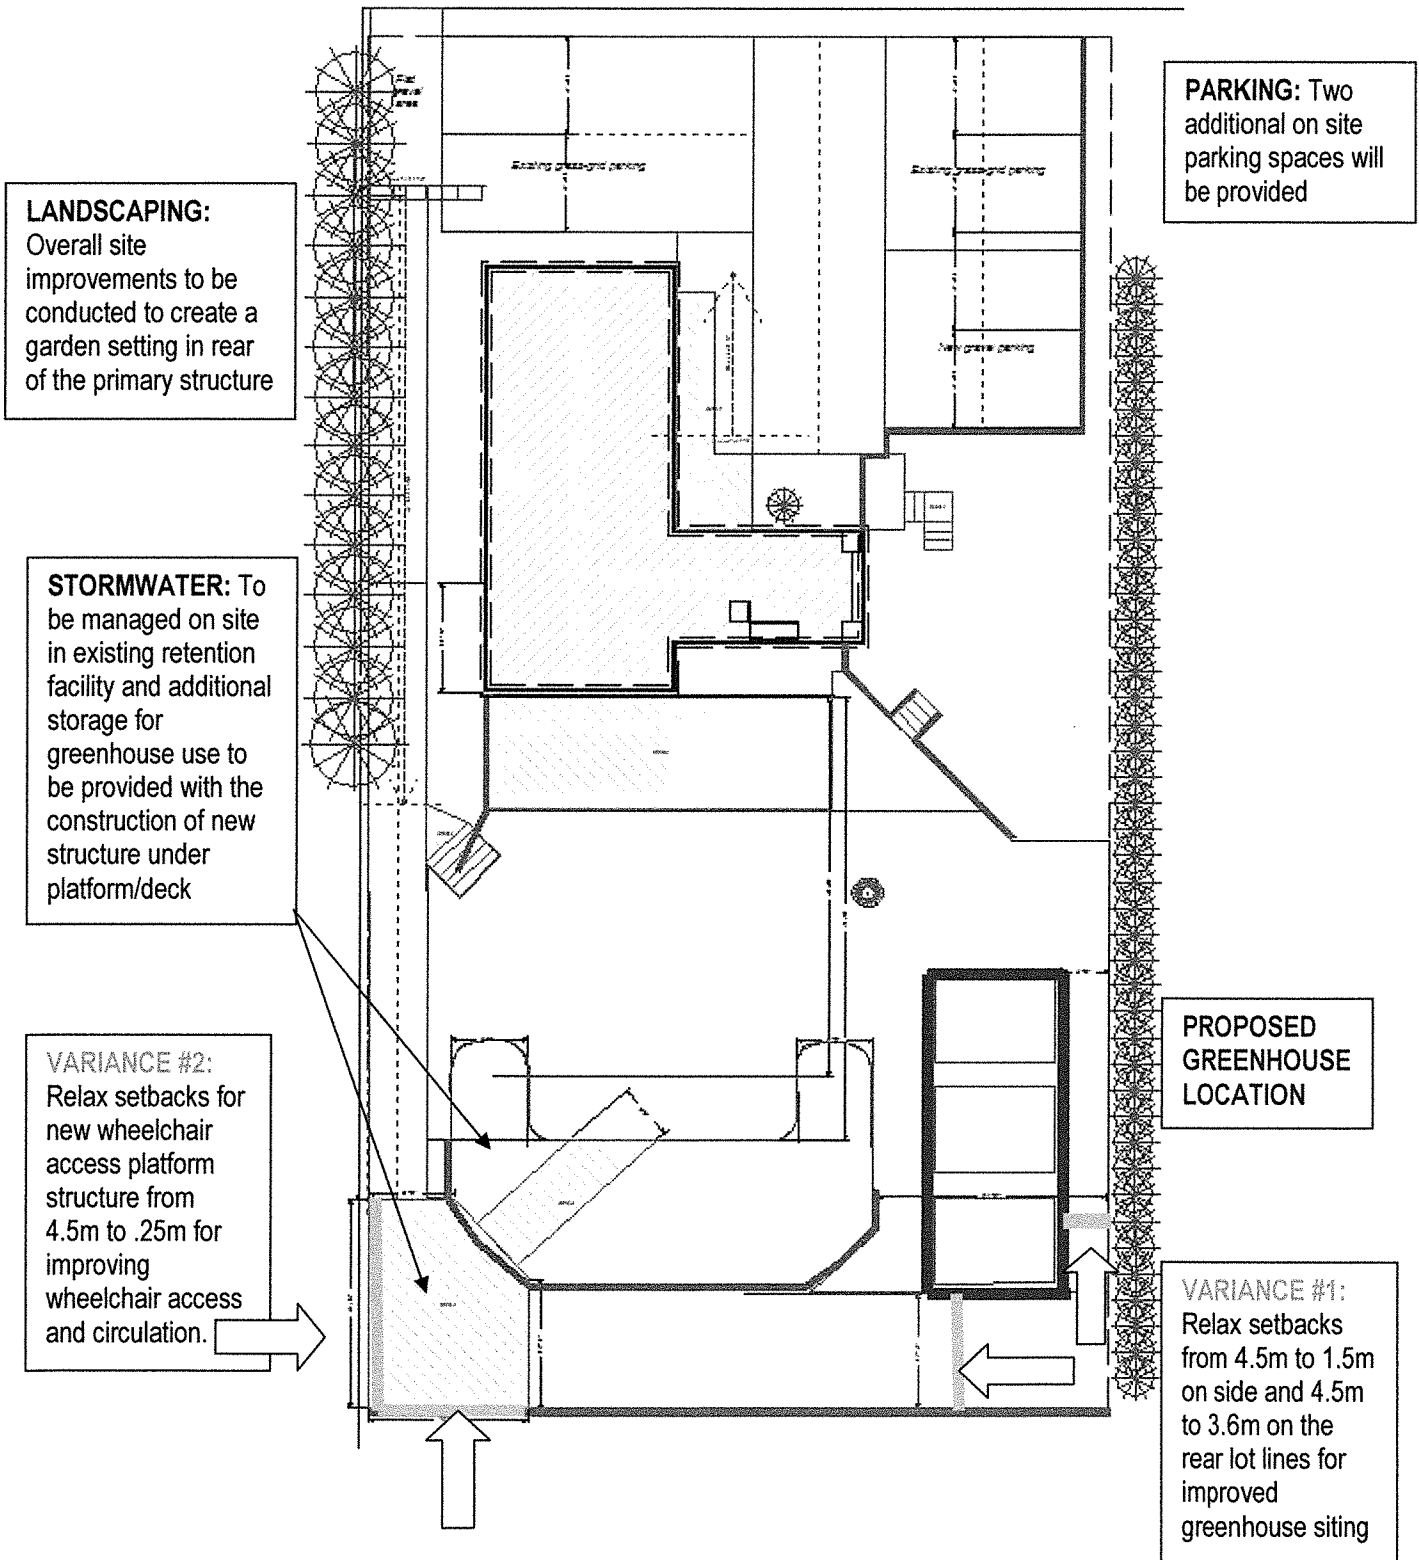 Flat
gravel
area
PARKING: Two
additional on site
parking spaces will
be provided
Existing grass-grid parking
Existing grass-grid parking
LANDSCAPING:
Overall site
improvements to be
conducted to create a
garden setting in rear
of the primary structure
New gravel parking
STORMWATER: To
be managed on site
in existing retention
facility and additional
storage for
greenhouse use to
be provided with the
construction of new
structure under
platform/deck
PROPOSED
GREENHOUSE
LOCATION
VARIANCE #2:
Relax setbacks for
new wheelchair
access platform
structure from
4.5m to .25m for
improving
wheelchair access
and circulation.
VARIANCE #1:
Relax setbacks
from 4.5m to 1.5m
on side and 4.5m
to 3.6m on the
rear lot lines for
improved
greenhouse siting